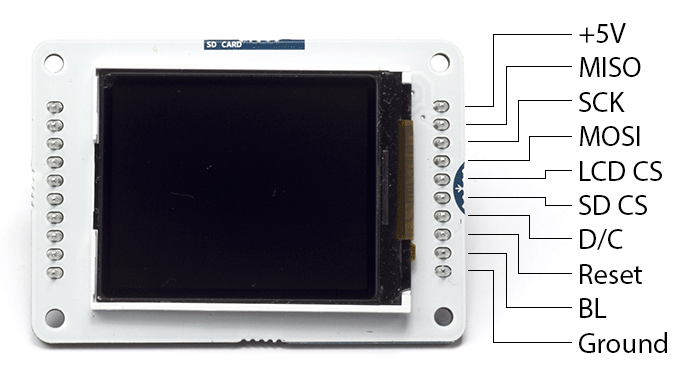 SD CARD
+5V
MISO
SCK
MOSI
LCD CS
SD CS
D/C
Reset
BL
Ground